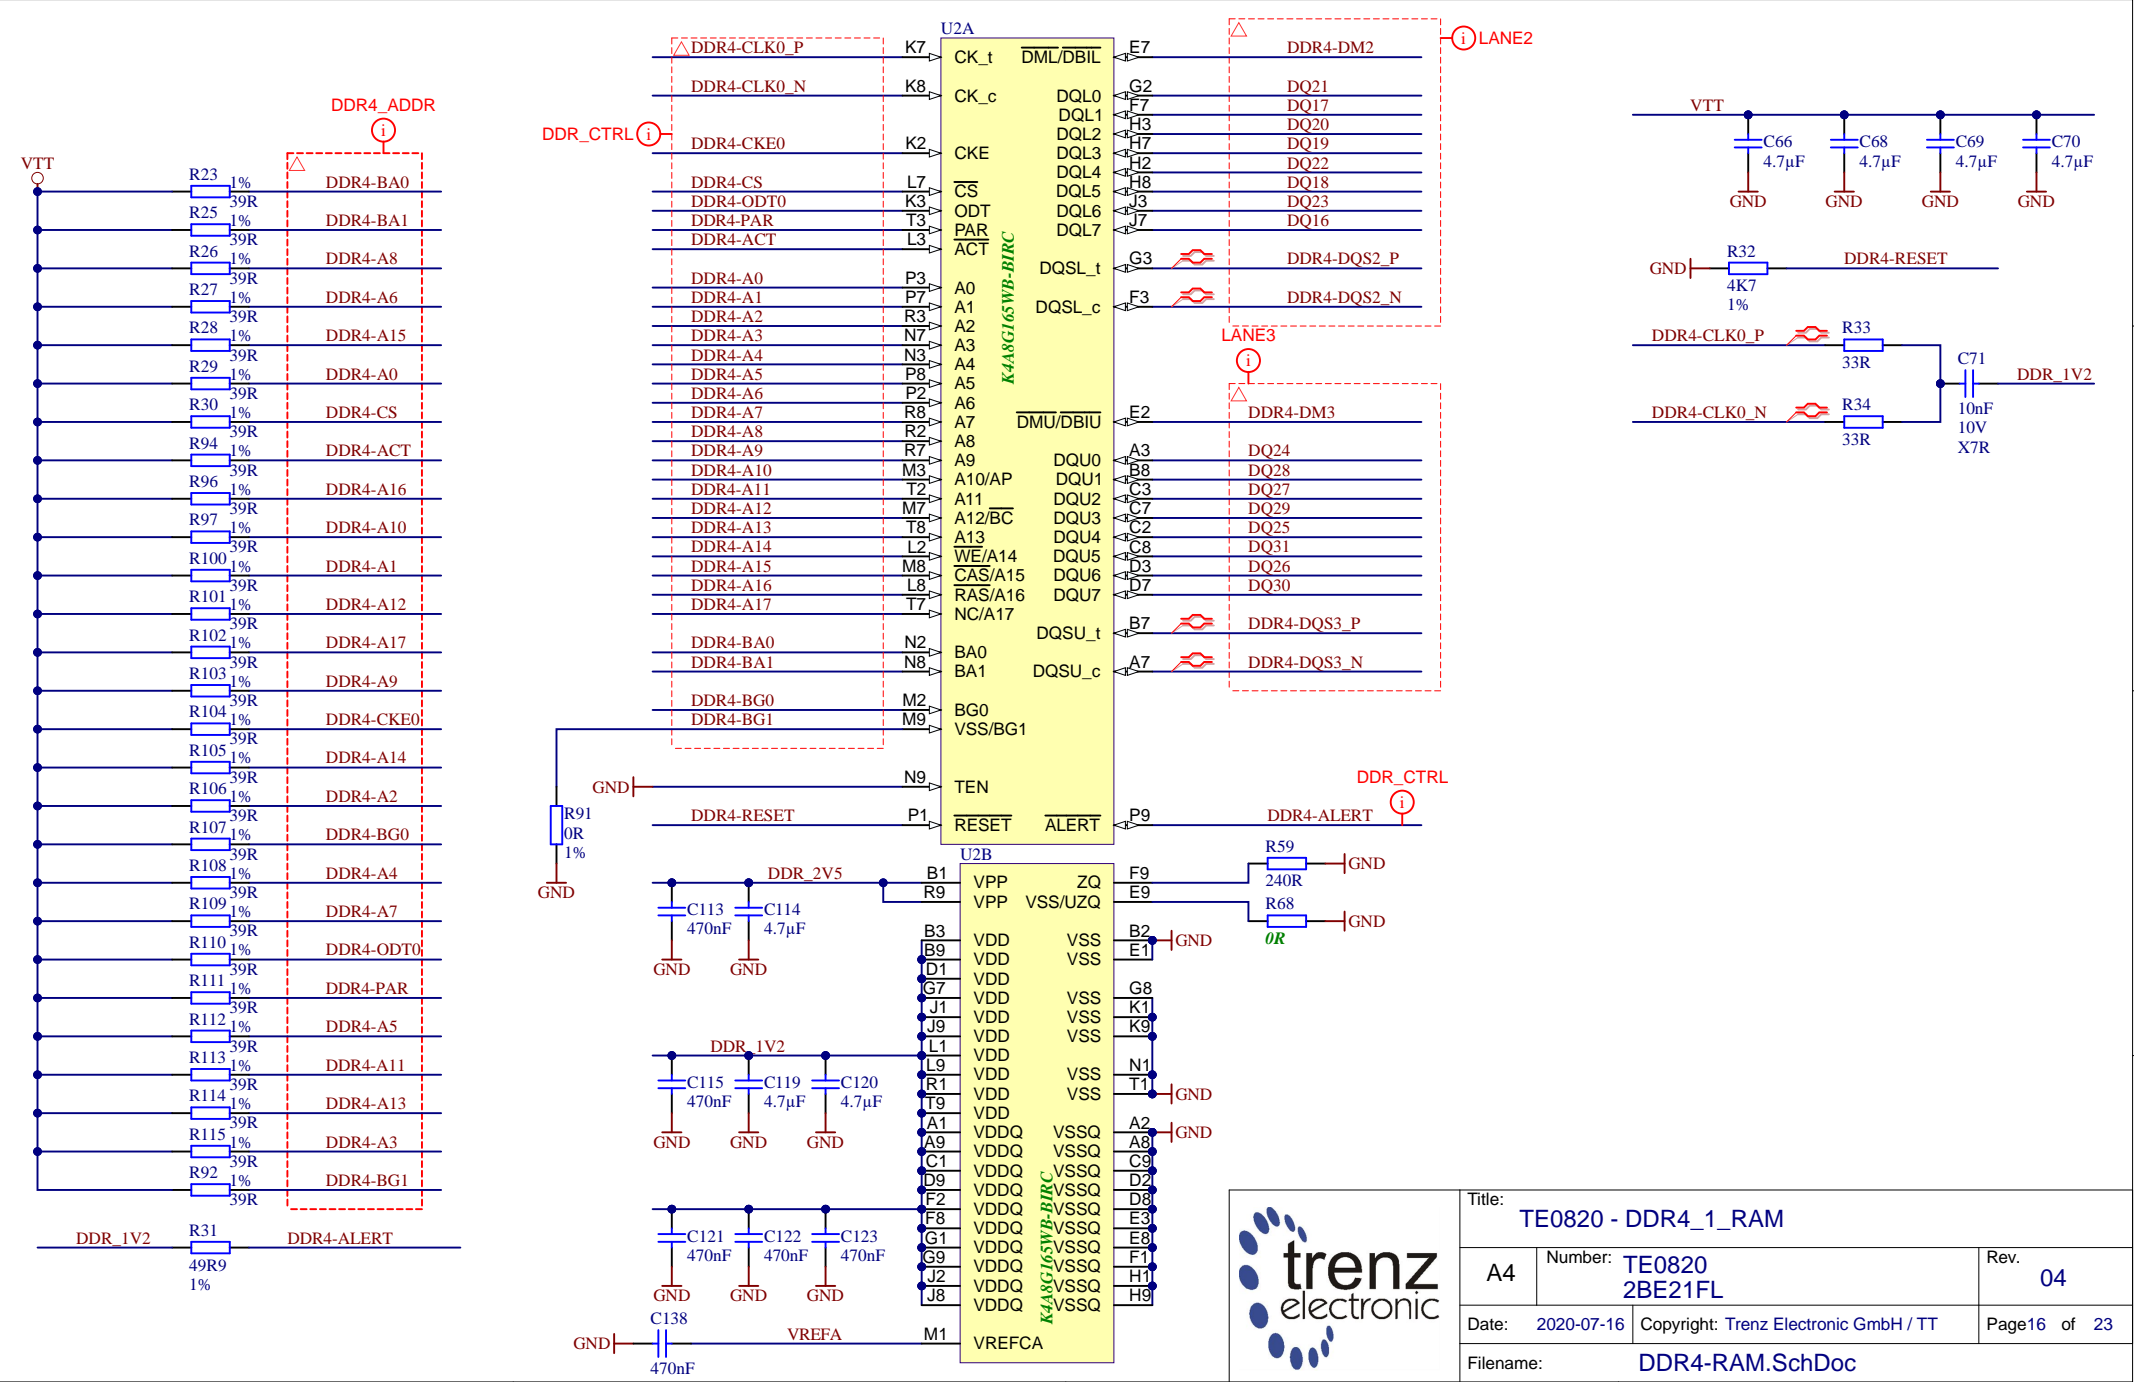 VTT
DDR4_ADDR
R23 1% 39R DDR4-BA0
R25 1% 39R DDR4-BA1
R26 1% 39R DDR4-A8
R27 1% 39R DDR4-A6
R28 1% 39R DDR4-A15
R29 1% 39R DDR4-A0
R30 1% 39R DDR4-CS
R94 1% 39R DDR4-ACT
R96 1% 39R DDR4-A16
R97 1% 39R DDR4-A10
R100 1% 39R DDR4-A1
R101 1% 39R DDR4-A12
R102 1% 39R DDR4-A17
R103 1% 39R DDR4-A9
R104 1% 39R DDR4-CKE0
R105 1% 39R DDR4-A14
R106 1% 39R DDR4-A2
R107 1% 39R DDR4-BG0
R108 1% 39R DDR4-A4
R109 1% 39R DDR4-A7
R110 1% 39R DDR4-ODT0
R111 1% 39R DDR4-PAR
R112 1% 39R DDR4-A5
R113 1% 39R DDR4-A11
R114 1% 39R DDR4-A13
R115 1% 39R DDR4-A3
R92 1% 39R DDR4-BG1
DDR_1V2 R31 49R9 1% DDR4-ALERT
U2A
DDR_CTRL i
i
DDR4-CLK0_P K7 CK_t
DDR4-CLK0_N K8 CK_c
DDR4-CKE0 K2 CKE
DDR4-CS L7 CS
DDR4-ODT0 K3 ODT
DDR4-PAR T3 PAR
DDR4-ACT L3 ACT
DDR4-A0 P3 A0
DDR4-A1 P7 A1
DDR4-A2 R3 A2
DDR4-A3 N7 A3
DDR4-A4 N3 A4
DDR4-A5 P8 A5
DDR4-A6 P2 A6
DDR4-A7 R8 A7
DDR4-A8 R2 A8
DDR4-A9 R7 A9
DDR4-A10 M3 A10/AP
DDR4-A11 T2 A11
DDR4-A12 M7 A12/BC
DDR4-A13 T8 A13
DDR4-A14 L2 WE/A14
DDR4-A15 M8 CAS/A15
DDR4-A16 L8 RAS/A16
DDR4-A17 T7 NC/A17
DDR4-BA0 N2 BA0
DDR4-BA1 N8 BA1
DDR4-BG0 M2 BG0
DDR4-BG1 M9 VSS/BG1
GND N9 TEN
DDR4-RESET P1 RESET
R91
0R
1%
GND
K4A8G165WB-BIRC
DML/DBIL E7 DDR4-DM2
i LANE2
DQL0 G2 DQ21
DQL1 F7 DQ17
DQL2 H3 DQ20
DQL3 H7 DQ19
DQL4 H2 DQ22
DQL5 H8 DQ18
DQL6 J3 DQ23
DQL7 J7 DQ16
DQSL_t G3 DDR4-DQS2_P
DQSL_c F3 DDR4-DQS2_N
LANE3
i
DMU/DBIU E2 DDR4-DM3
DQU0 A3 DQ24
DQU1 B8 DQ28
DQU2 C3 DQ27
DQU3 C7 DQ29
DQU4 C2 DQ25
DQU5 C8 DQ31
DQU6 D3 DQ26
DQU7 D7 DQ30
DQSU_t B7 DDR4-DQS3_P
DQSU_c A7 DDR4-DQS3_N
DDR_CTRL
i
ALERT P9 DDR4-ALERT
U2B
DDR_2V5 B1 VPP
R9 VPP
C113 470nF GND
C114 4.7µF GND
B3 VDD
B9 VDD
D1 VDD
G7 VDD
J1 VDD
J9 VDD
DDR_1V2 L1 VDD
L9 VDD
R1 VDD
T9 VDD
C115 470nF GND
C119 4.7µF GND
C120 4.7µF GND
A1 VDDQ
A9 VDDQ
C1 VDDQ
D9 VDDQ
F2 VDDQ
F8 VDDQ
G1 VDDQ
G9 VDDQ
J2 VDDQ
J8 VDDQ
C121 470nF GND
C122 470nF GND
C123 470nF GND
GND C138 470nF VREFA M1 VREFCA
K4A8G165WB-BIRC
ZQ F9 R59 240R GND
VSS/UZQ E9 R68 0R GND
VSS B2 GND
VSS E1
VSS G8
VSS K1
VSS K9
VSS N1
VSS T1 GND
VSSQ A2 GND
VSSQ A8
VSSQ C9
VSSQ D2
VSSQ D8
VSSQ E3
VSSQ E8
VSSQ F1
VSSQ H1
VSSQ H9
VTT
C66 4.7µF GND
C68 4.7µF GND
C69 4.7µF GND
C70 4.7µF GND
GND R32 4K7 1% DDR4-RESET
DDR4-CLK0_P R33 33R
DDR4-CLK0_N R34 33R
C71 10nF 10V X7R DDR_1V2
trenz
electronic
Title:
TE0820 - DDR4_1_RAM
A4 Number: TE0820 Rev. 04
2BE21FL
Date: 2020-07-16 Copyright: Trenz Electronic GmbH / TT Page16 of 23
Filename: DDR4-RAM.SchDoc